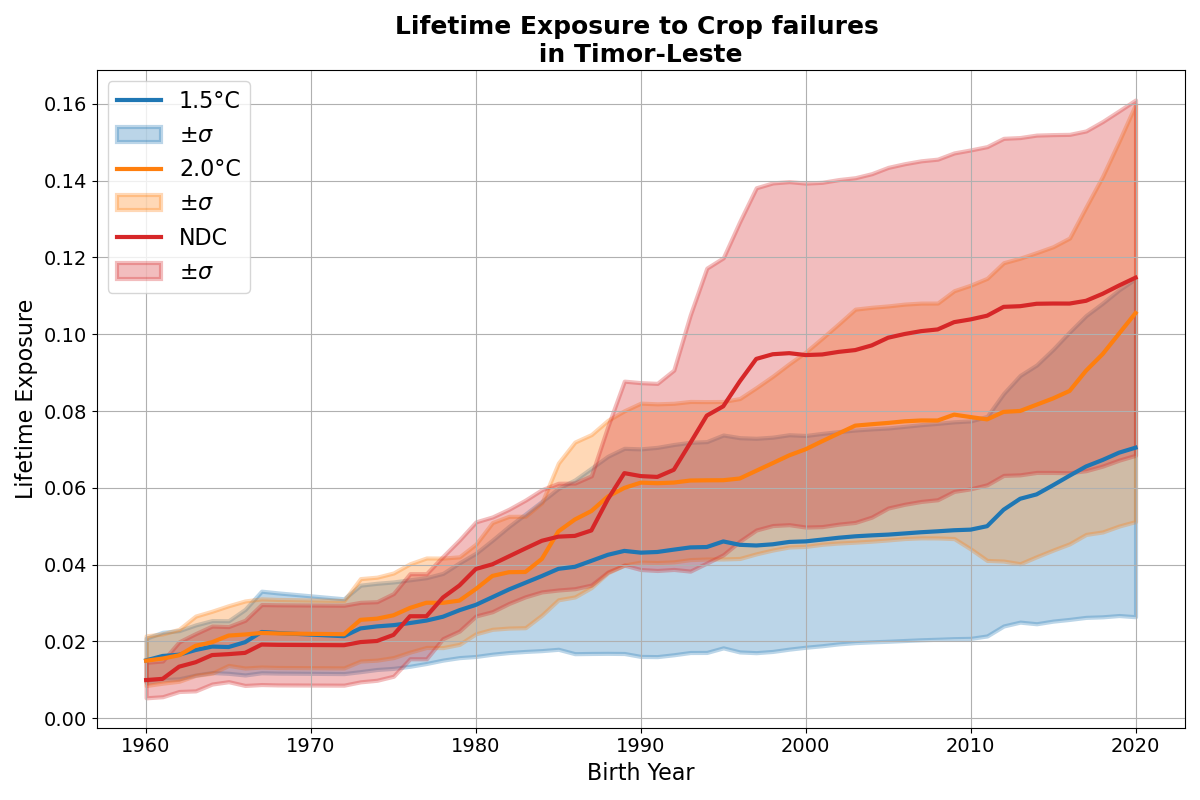 Lifetime Exposure to Crop failures
in Timor-Leste
1.5°C
±σ
2.0°C
±σ
NDC
±σ
Lifetime Exposure
0.16
0.14
0.12
0.10
0.08
0.06
0.04
0.02
0.00
1960 1970 1980 1990 2000 2010 2020
Birth Year